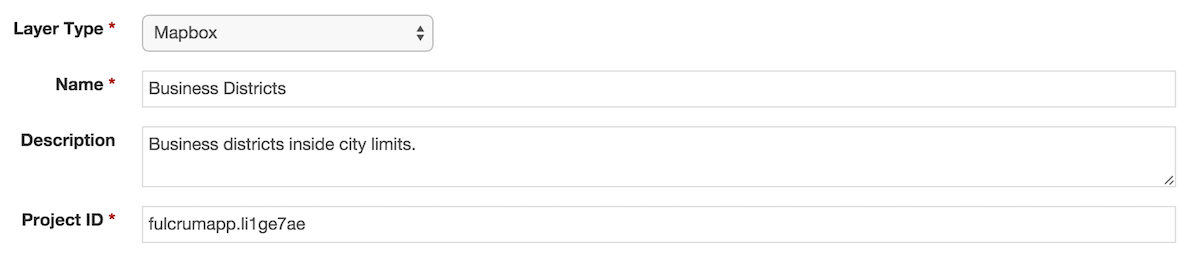 Layer Type * Mapbox
Name * Business Districts
Description Business districts inside city limits.
Project ID * fulcrumapp.li1ge7ae